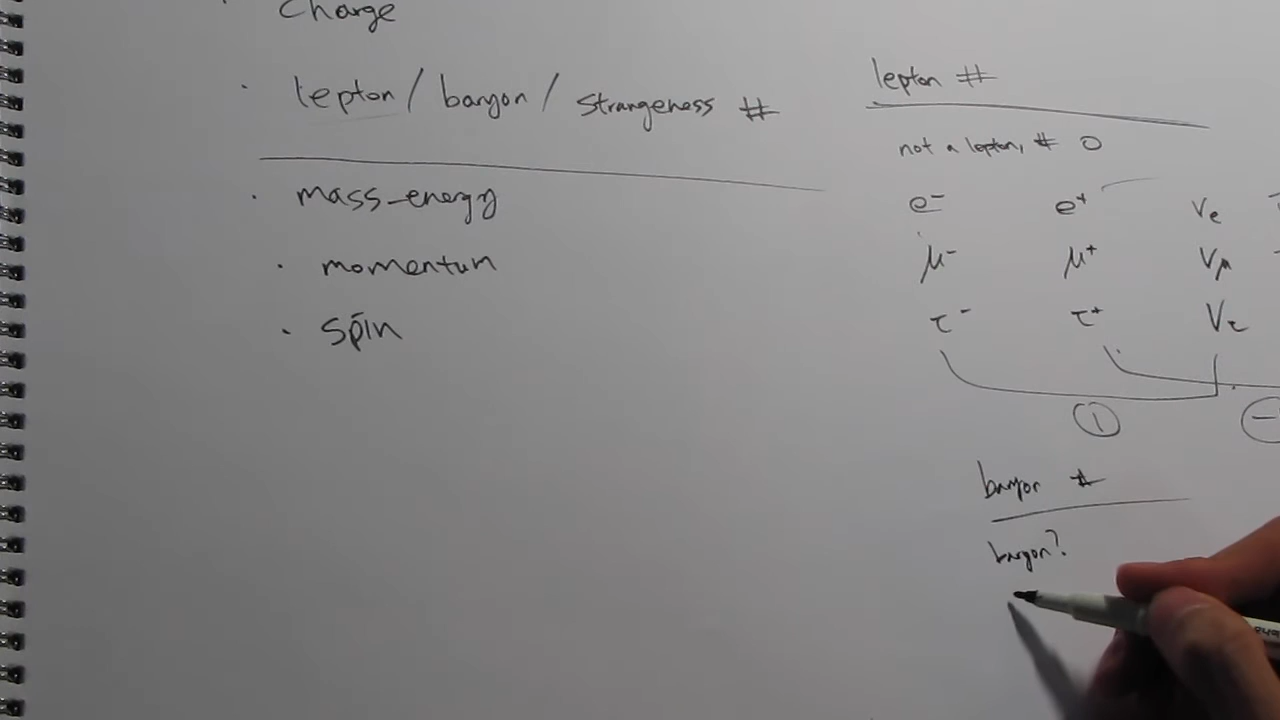 Charge
· lepton / baryon / strangeness #
· mass-energy
· momentum
· spin
lepton #
not a lepton, # 0
e⁻ e⁺ νe
μ⁻ μ⁺ νμ
τ⁻ τ⁺ ντ
1 -
baryon #
baryon?